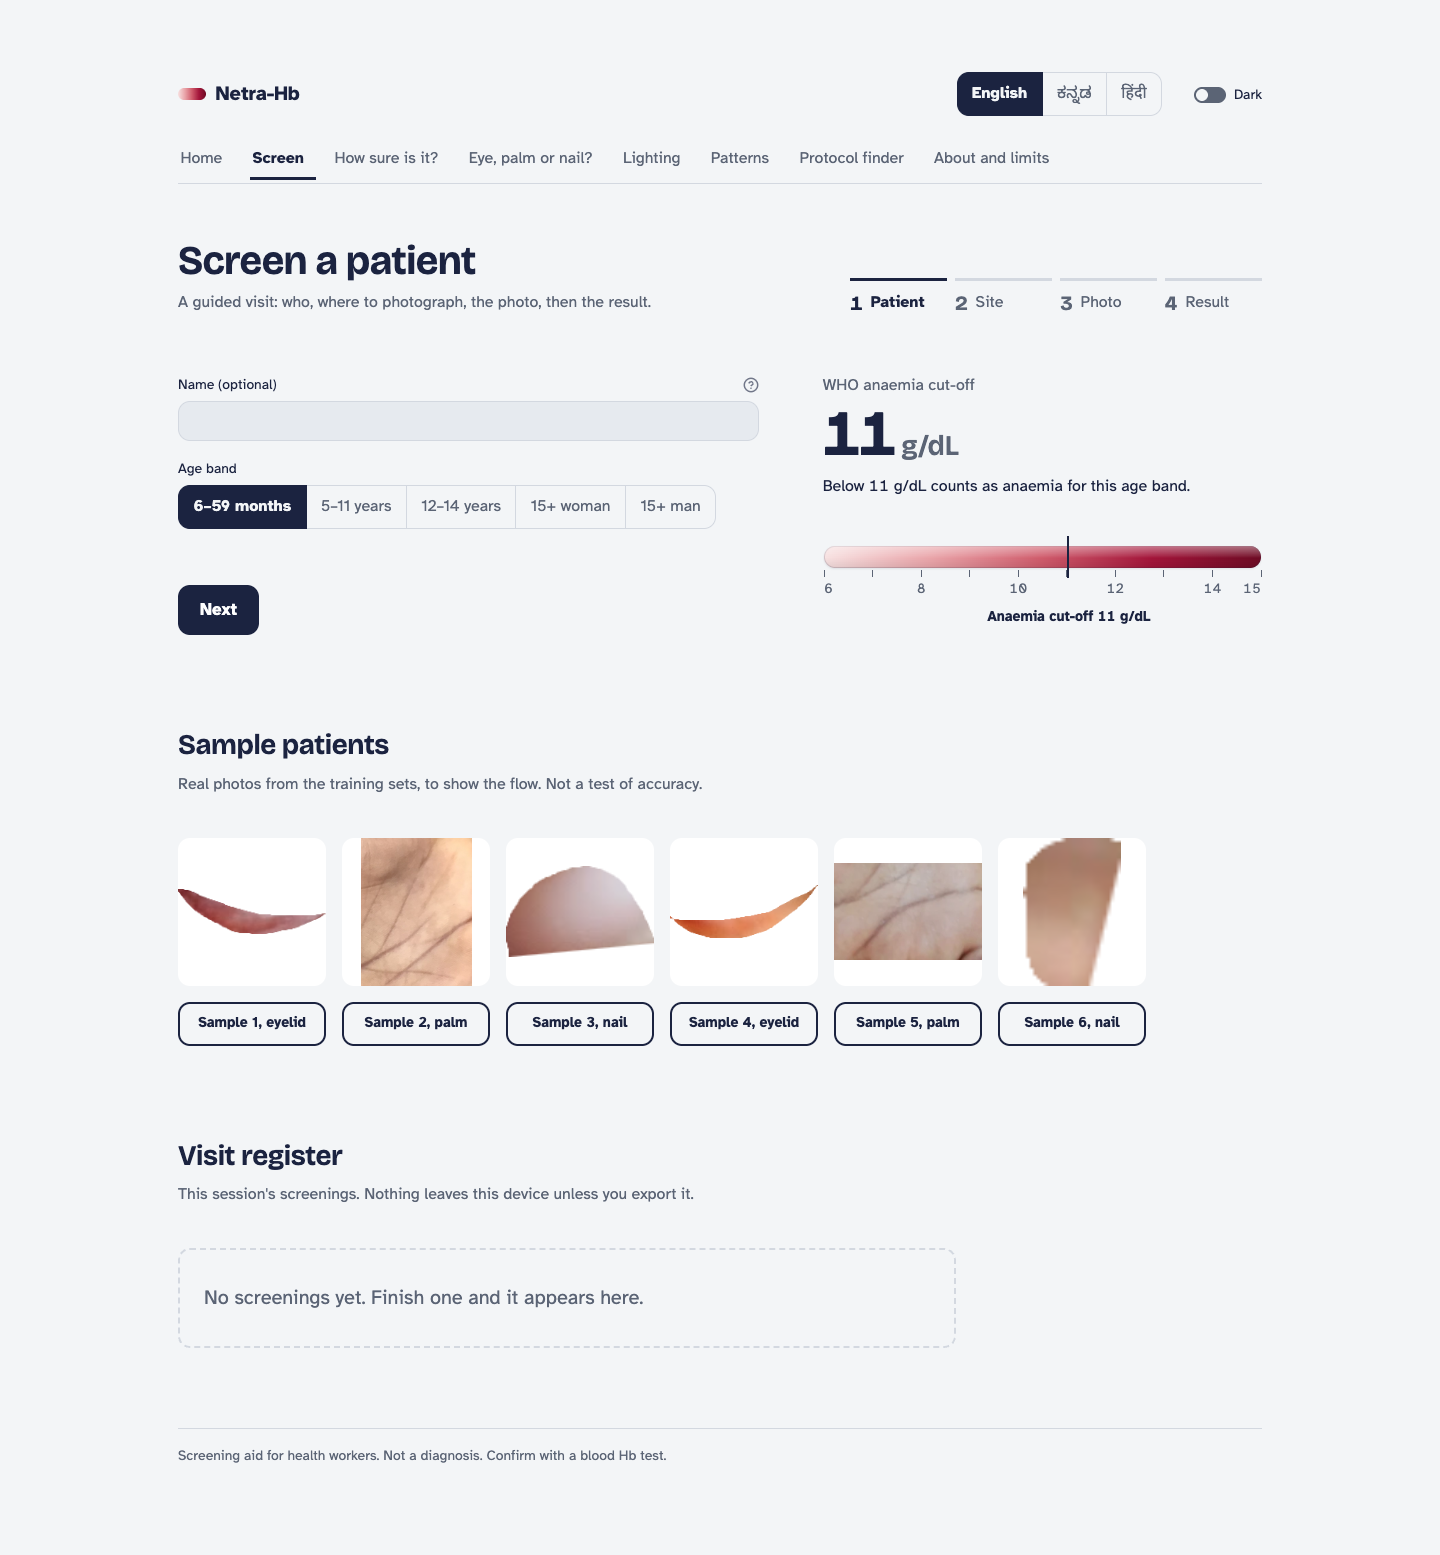 Netra-Hb
English ಕನ್ನಡ हिंदी Dark
Home Screen How sure is it? Eye, palm or nail? Lighting Patterns Protocol finder About and limits
Screen a patient
A guided visit: who, where to photograph, the photo, then the result.
1 Patient 2 Site 3 Photo 4 Result
Name (optional) ?
Age band
6–59 months 5–11 years 12–14 years 15+ woman 15+ man
Next
WHO anaemia cut-off
11 g/dL
Below 11 g/dL counts as anaemia for this age band.
6 8 10 12 14 15
Anaemia cut-off 11 g/dL
Sample patients
Real photos from the training sets, to show the flow. Not a test of accuracy.
Sample 1, eyelid Sample 2, palm Sample 3, nail Sample 4, eyelid Sample 5, palm Sample 6, nail
Visit register
This session's screenings. Nothing leaves this device unless you export it.
No screenings yet. Finish one and it appears here.
Screening aid for health workers. Not a diagnosis. Confirm with a blood Hb test.